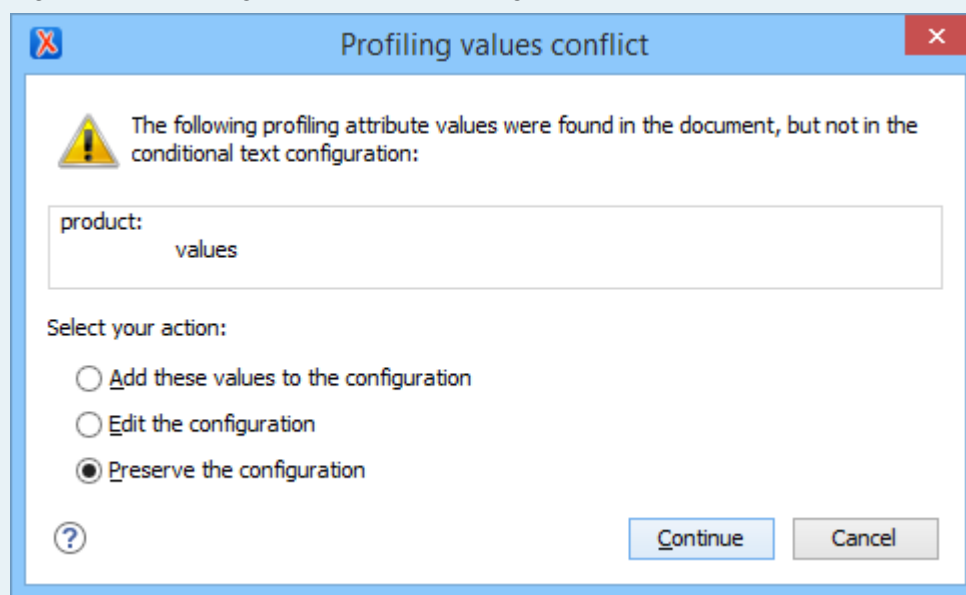 Profiling values conflict
The following profiling attribute values were found in the document, but not in the
conditional text configuration:
product:
values
Select your action:
Add these values to the configuration
Edit the configuration
Preserve the configuration
Continue Cancel